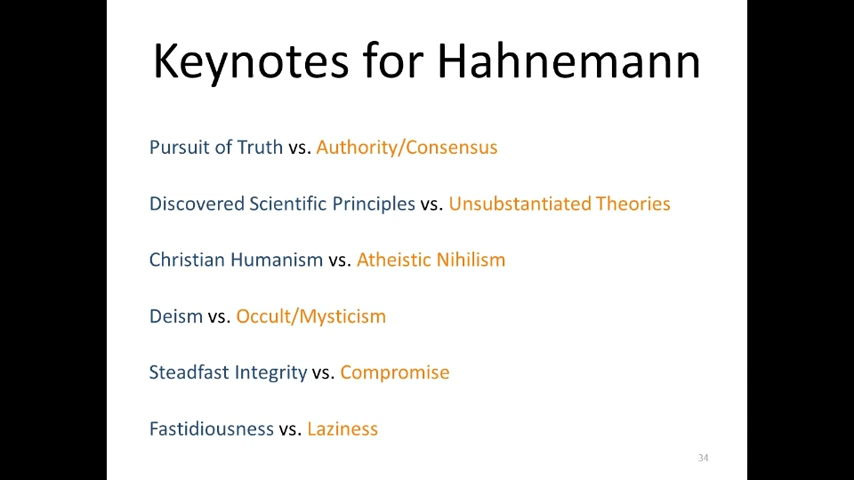 Keynotes for Hahnemann
Pursuit of Truth vs. Authority/Consensus
Discovered Scientific Principles vs. Unsubstantiated Theories
Christian Humanism vs. Atheistic Nihilism
Deism vs. Occult/Mysticism
Steadfast Integrity vs. Compromise
Fastidiousness vs. Laziness
34